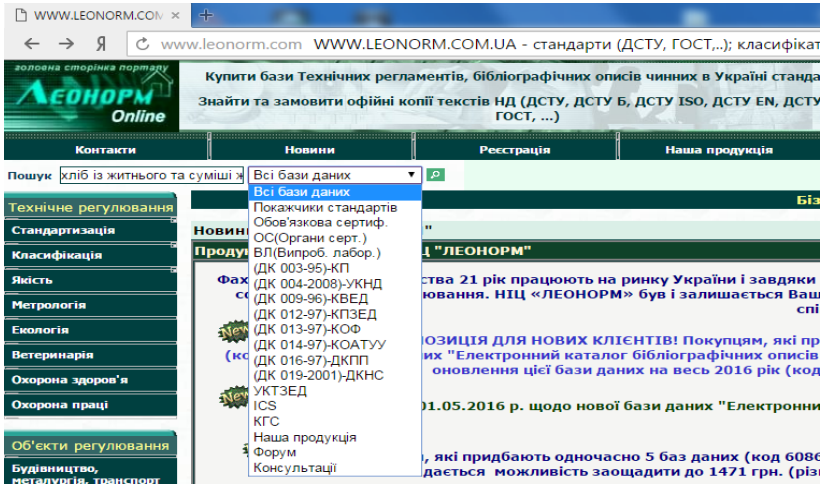 WWW.LEONORM.COM
www.leonorm.com WWW.LEONORM.COM.UA - стандарти (ДСТУ, ГОСТ,..); класифікат
головна сторінка порталу
ЛЕОНОРМ
Online
Купити бази Технічних регламентів, бібліографічних описів чинних в Україні станда
Знайти та замовити офіційні копії текстів НД (ДСТУ, ДСТУ Б, ДСТУ ISO, ДСТУ EN, ДСТУ
ГОСТ, ...)
Контакти
Новини
Реєстрація
Наша продукція
Пошук хліб із житнього та суміші ж Всі бази даних
Всі бази даних
Покажчики стандартів
Обов'язкова сертиф.
ОС(Органи серт.)
ВЛ(Випроб. лабор.)
(ДК 003-95)-КП
(ДК 004-2008)-УКНД
(ДК 009-96)-КВЕД
(ДК 012-97)-КПЗЕД
(ДК 013-97)-КОФ
(ДК 014-97)-КОАТУУ
(ДК 016-97)-ДКПП
(ДК 019-2001)-ДКНС
УКТЗЕД
ICS
КГС
Наша продукція
Форум
Консультації
Технічне регулювання
Стандартизація
Класифікація
Якість
Метрологія
Екологія
Ветеринарія
Охорона здоров'я
Охорона праці
Об'єкти регулювання
Будівництво,
металургія, транспорт
Біз
Новин "
Проду Ц "ЛЕОНОРМ"
Фах тва 21 рік працюють на ринку України і завдяки
со ювання. НІЦ «ЛЕОНОРМ» був і залишається Ваш
спі
New ОЗИЦІЯ ДЛЯ НОВИХ КЛІЄНТІВ! Покупцям, які пр
(ко их "Електронний каталог бібліографічних описів
оновлення цієї бази даних на весь 2016 рік (код
New 01.05.2016 р. щодо нової бази даних "Електронни
, які придбають одночасно 5 баз даних (код 6086
дається можливість заощадити до 1471 грн. (різ